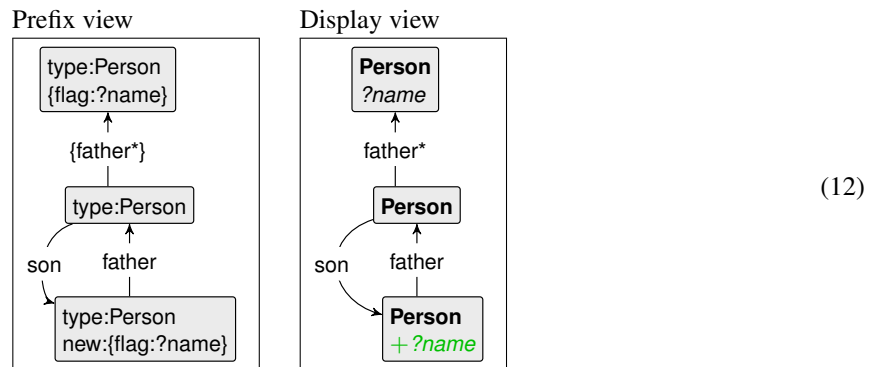 Prefix view
type:Person
{flag:?name}
{father*}
type:Person
son
father
type:Person
new:{flag:?name}
Display view
Person
?name
father*
Person
son
father
Person
+?name
(12)